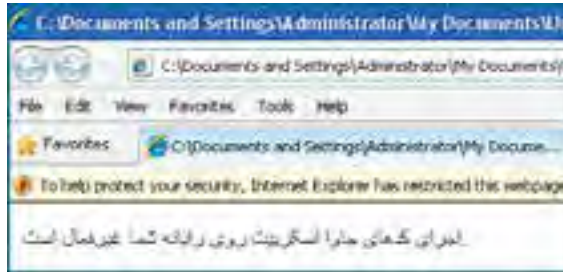 C:\Documents and Settings\Administrator\My Documents\
C:\Documents and Settings\Administrator\My Documents\
File Edit View Favorites Tools Help
Favorites C:\Documents and Settings\Administrator\My Docume...
To help protect your security, Internet Explorer has restricted this webpage
اجرای کدهای جاوا اسکریپت روی رایانه شما غیرفعال است.